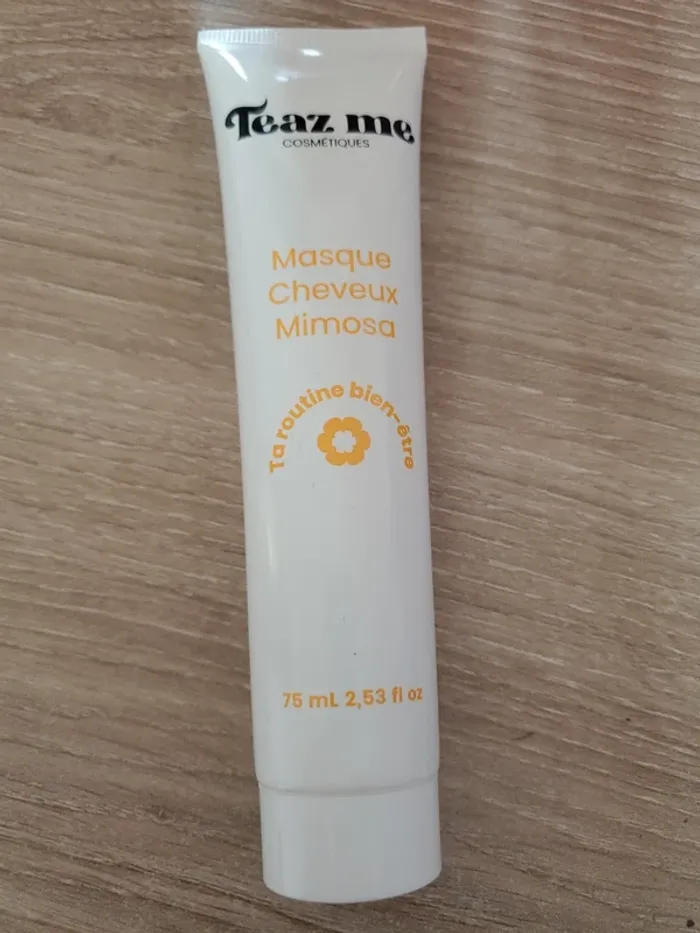 Teaz me
COSMÉTIQUES
Masque
Cheveux
Mimosa
Ta routine bien-être
75 mL 2,53 fl oz